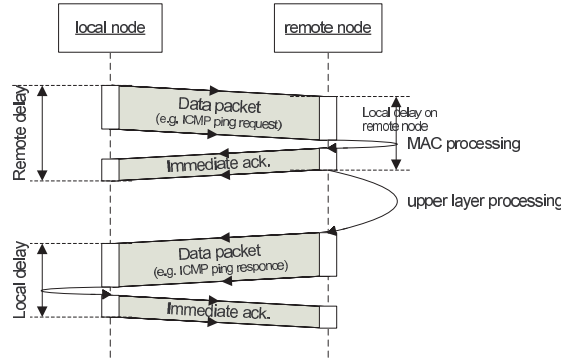 local node
remote node
Remote delay
Data packet
(e.g. ICMP ping request)
Local delay on
remote node
MAC processing
Immediate ack.
upper layer processing
Local delay
Data packet
(e.g. ICMP ping responce)
Immediate ack.